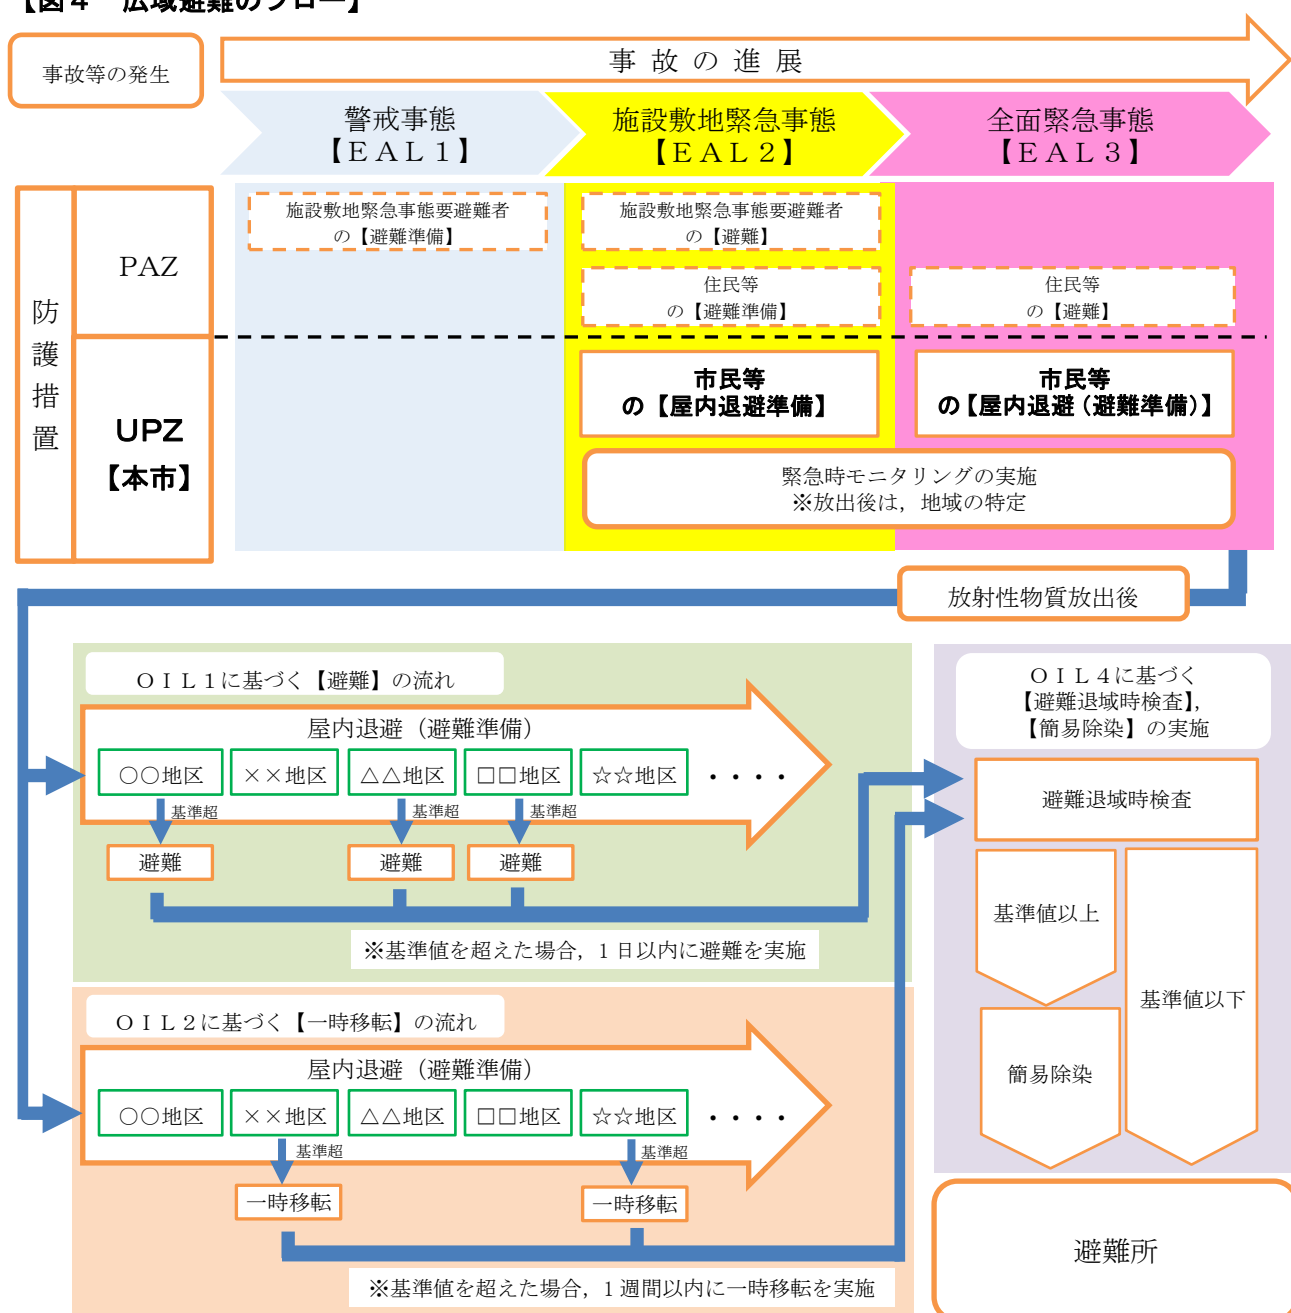 【図４　広域避難のフロー】
事故等の発生
事故の進展
警戒事態
【ＥＡＬ１】
施設敷地緊急事態
【ＥＡＬ２】
全面緊急事態
【ＥＡＬ３】
防護措置
PAZ
施設敷地緊急事態要避難者
の【避難準備】
施設敷地緊急事態要避難者
の【避難】
住民等
の【避難準備】
住民等
の【避難】
UPZ
【本市】
市民等
の【屋内退避準備】
市民等
の【屋内退避（避難準備）】
緊急時モニタリングの実施
※放出後は，地域の特定
放射性物質放出後
ＯＩＬ１に基づく【避難】の流れ
屋内退避（避難準備）
○○地区
××地区
△△地区
□□地区
☆☆地区
・・・・
基準超
基準超
基準超
避難
避難
避難
※基準値を超えた場合，１日以内に避難を実施
ＯＩＬ２に基づく【一時移転】の流れ
屋内退避（避難準備）
○○地区
××地区
△△地区
□□地区
☆☆地区
・・・・
基準超
基準超
一時移転
一時移転
※基準値を超えた場合，１週間以内に一時移転を実施
ＯＩＬ４に基づく
【避難退域時検査】，
【簡易除染】の実施
避難退域時検査
基準値以上
基準値以下
簡易除染
避難所